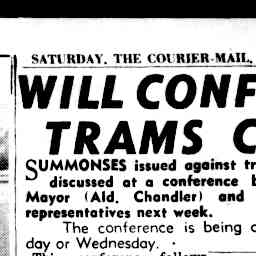 SATURDAY, THE COURIER-MAIL,
WILL CONF
TRAMS C
SUMMONSES issued against tr
discussed at a conference b
Mayor (Ald. Chandler) and
representatives next week.
The conference is being
day or Wednesday.